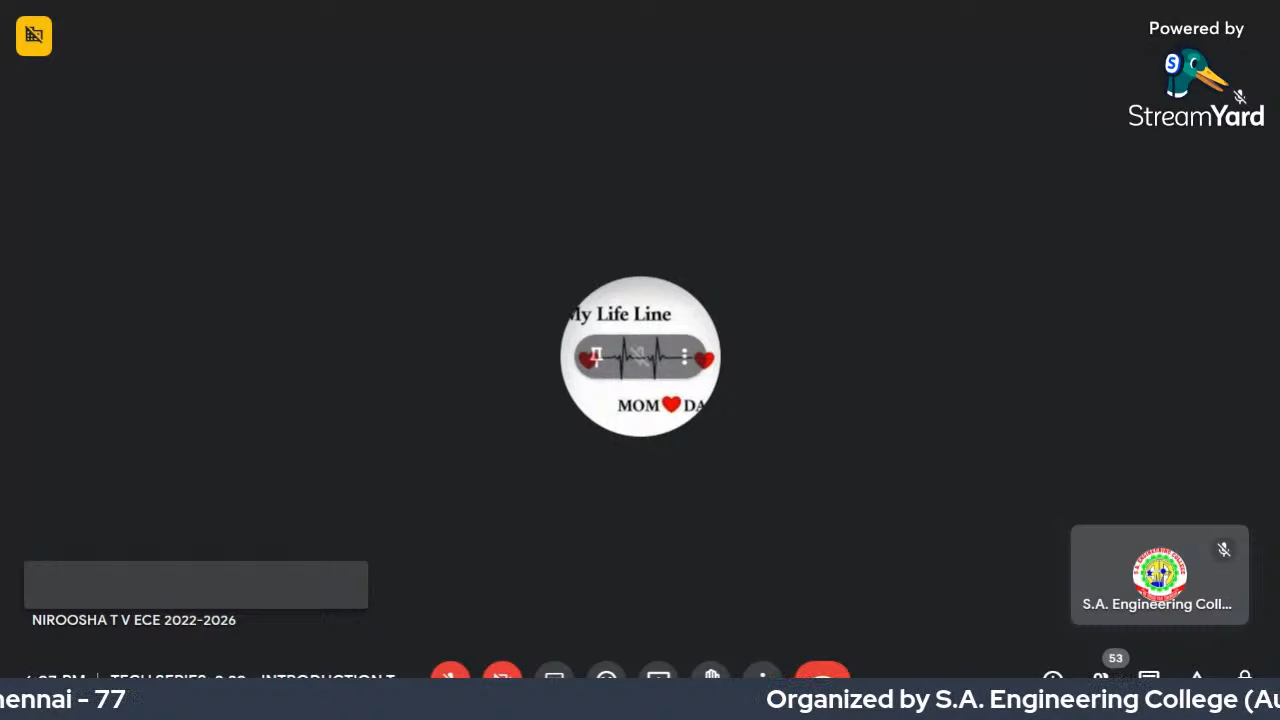 Powered by
StreamYard
My Life Line
MOM DA
NIROOSHA T V ECE 2022-2026
S.A. Engineering Coll...
53
hennai - 77
Organized by S.A. Engineering College (Au